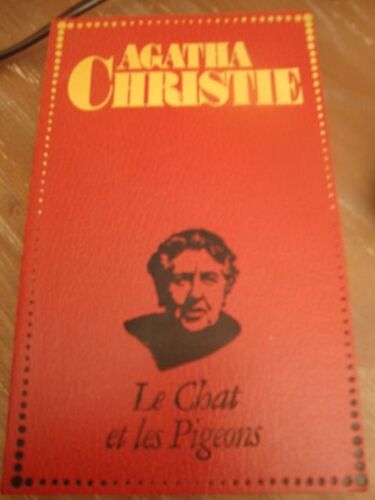 AGATHA
CHRISTIE
Le Chat
et les Pigeons